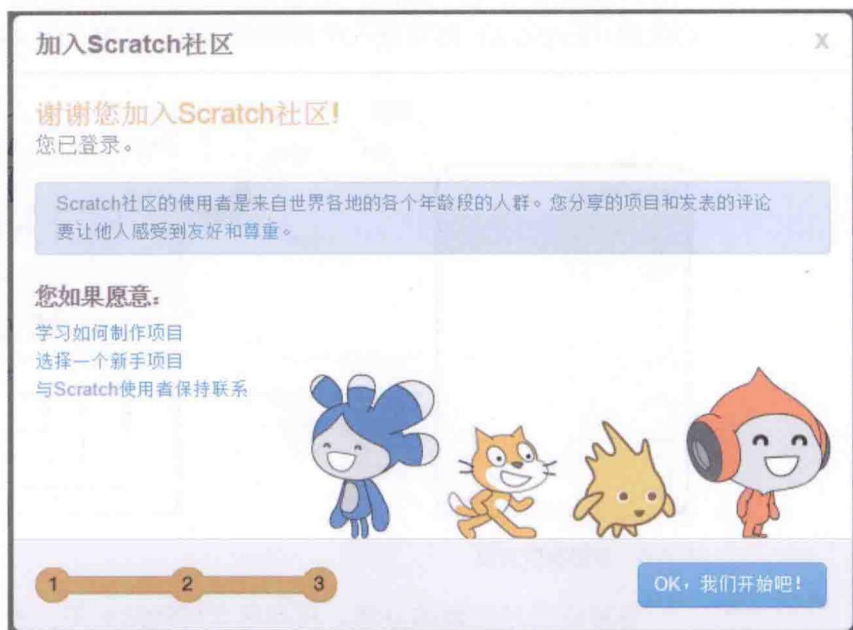 加入Scratch社区
X
谢谢您加入Scratch社区!
您已登录。
Scratch社区的使用者是来自世界各地的各个年龄段的人群。您分享的项目和发表的评论
要让他人感受到友好和尊重。
您如果愿意：
学习如何制作项目
选择一个新手项目
与Scratch使用者保持联系
1 2 3
OK，我们开始吧！